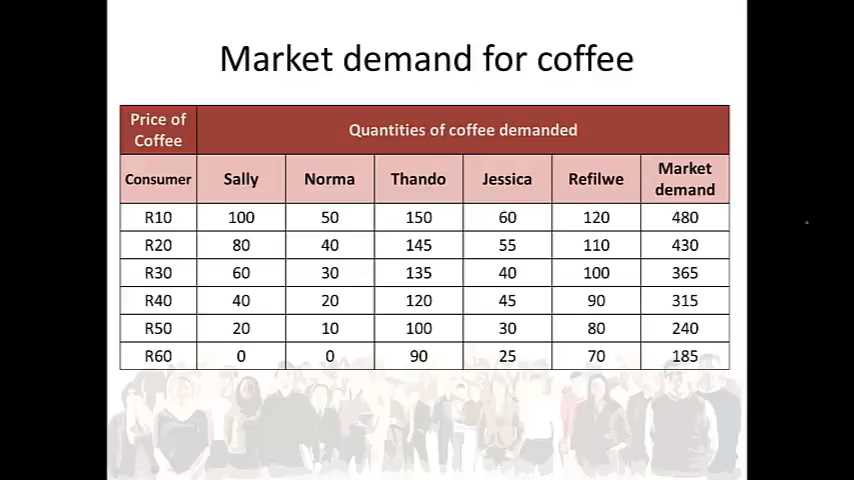 Market demand for coffee
Price of Coffee Quantities of coffee demanded
Consumer Sally Norma Thando Jessica Refilwe Market demand
R10 100 50 150 60 120 480
R20 80 40 145 55 110 430
R30 60 30 135 40 100 365
R40 40 20 120 45 90 315
R50 20 10 100 30 80 240
R60 0 0 90 25 70 185